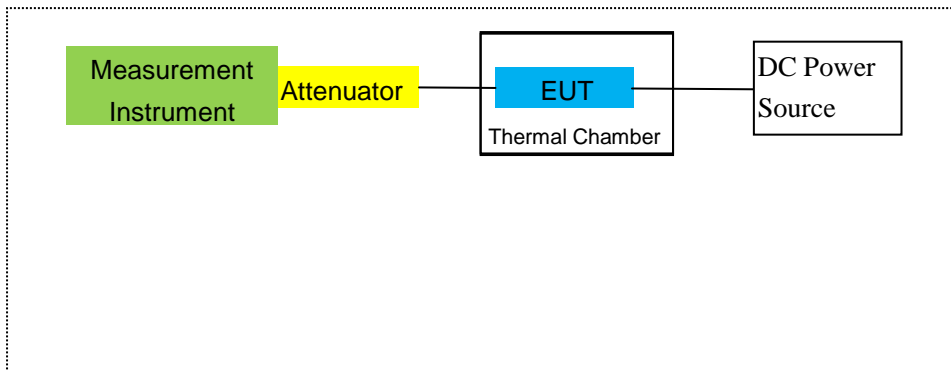 Measurement
Instrument
Attenuator
EUT
Thermal Chamber
DC Power
Source